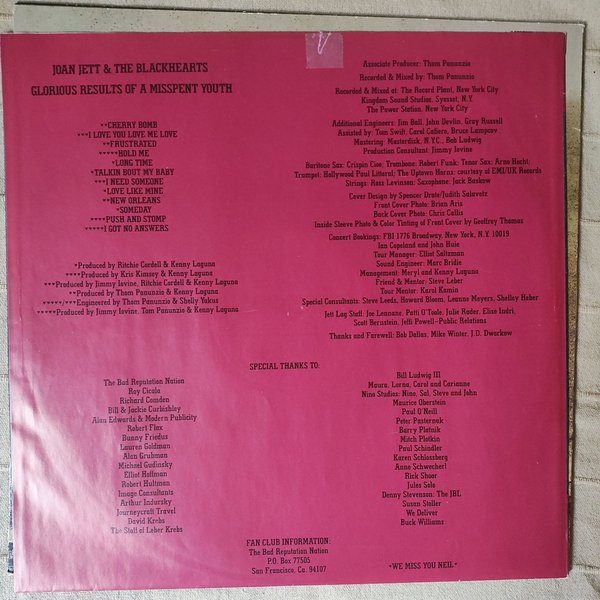 JOAN JETT & THE BLACKHEARTS
GLORIOUS RESULTS OF A MISSPENT YOUTH
**CHERRY BOMB
***I LOVE YOU LOVE ME LOVE
**FRUSTRATED
*****HOLD ME
*LONG TIME
*TALKIN BOUT MY BABY
***I NEED SOMEONE
*LOVE LIKE MINE
**NEW ORLEANS
*SOMEDAY
****PUSH AND STOMP
*****I GOT NO ANSWERS
*Produced by Ritchie Cordell & Kenny Laguna
****Produced by Kris Kimsey & Kenny Laguna
***Produced by Jimmy Iovine, Ritchie Cordell & Kenny Laguna
**Produced by Thom Panunzio & Kenny Laguna
*****/***Engineered by Thom Panunzio & Shelly Yakus
*****Produced by Jimmy Iovine, Tom Panunzio & Kenny Laguna
Associate Producer: Thom Panunzio
Recorded & Mixed by: Thom Panunzio
Recorded & Mixed at: The Record Plant, New York City
Kingdom Sound Studios, Syosset, N.Y.
The Power Station, New York City
Additional Engineers: Jim Ball, John Devlin, Gray Russell
Assisted by: Tom Swift, Carol Cafiero, Bruce Lampcov
Mastering: Masterdisk, N.Y.C., Bob Ludwig
Production Consultant: Jimmy Iovine
Baritone Sax: Crispin Cioe; Trombone: Robert Funk; Tenor Sax: Arno Hecht;
Trumpet: Hollywood Paul Litteral; The Uptown Horns: courtesy of EMI/UK Records
Strings: Ross Levinson; Saxophone: Jack Bashow
Cover Design by Spencer Drate/Judith Salavetz
Front Cover Photo: Brian Aris
Back Cover Photo: Chris Callis
Inside Sleeve Photo & Color Tinting of Front Cover by Geoffrey Thomas
Concert Bookings: FBI 1776 Broadway, New York, N.Y. 10019
Ian Copeland and John Huie
Tour Manager: Elliot Saltzman
Sound Engineer: Marc Bridie
Management: Meryl and Kenny Laguna
Friend & Mentor: Steve Leber
Tour Mentor: Karol Kamin
Special Consultants: Steve Leeds, Howard Bloom, Leanne Meyers, Shelley Heber
Jett Lag Staff: Joe Lennane, Patti O'Toole, Julie Rader, Elise Indri,
Scott Bernstein, Jeffi Powell-Public Relations
Thanks and Farewell: Bob Dallas, Mike Winter, J.D. Dworkow
SPECIAL THANKS TO:
The Bad Reputation Nation
Roy Cicala
Richard Comden
Bill & Jackie Curbishley
Alan Edwards & Modern Publicity
Robert Flax
Bunny Friedus
Lauren Goldman
Alan Grubman
Michael Gudinsky
Elliot Hoffman
Robert Hultman
Image Consultants
Arthur Indursky
Journeycraft Travel
David Krebs
The Staff of Leber Krebs
Bill Ludwig III
Maura, Lorna, Carol and Carianne
Nino Studios: Nino, Sal, Steve and John
Maurice Oberstein
Paul O'Neill
Peter Pasternak
Barry Platnik
Mitch Plotkin
Paul Schindler
Karen Schlossberg
Anne Schwecherl
Rick Shoor
Jules Solo
Denny Stevenson: The JBL
Susan Stoller
We Deliver
Buck Williams
FAN CLUB INFORMATION:
The Bad Reputation Nation
P.O. Box 77505
San Francisco, Ca. 94107
*WE MISS YOU NEIL*